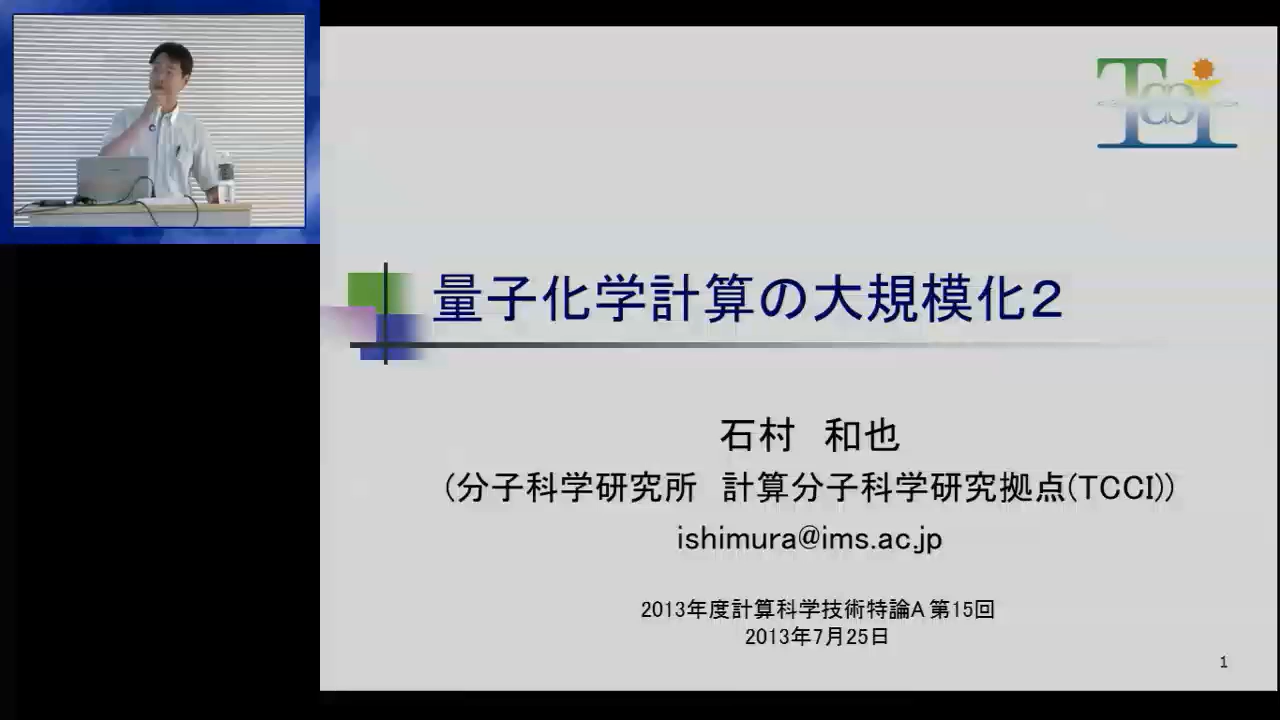 TCCI
量子化学計算の大規模化2
石村 和也
(分子科学研究所 計算分子科学研究拠点(TCCI))
ishimura@ims.ac.jp
2013年度計算科学技術特論A 第15回
2013年7月25日
1